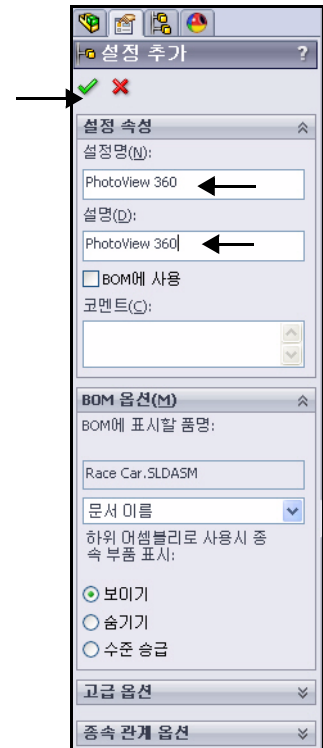 설정 추가 ?
설정 속성
설정명(N):
PhotoView 360
설명(D):
PhotoView 360
BOM에 사용
코멘트(C):
BOM 옵션(M)
BOM에 표시할 품명:
Race Car.SLDASM
문서 이름
하위 어셈블리로 사용시 종
속 부품 표시:
보이기
숨기기
수준 승급
고급 옵션
종속 관계 옵션